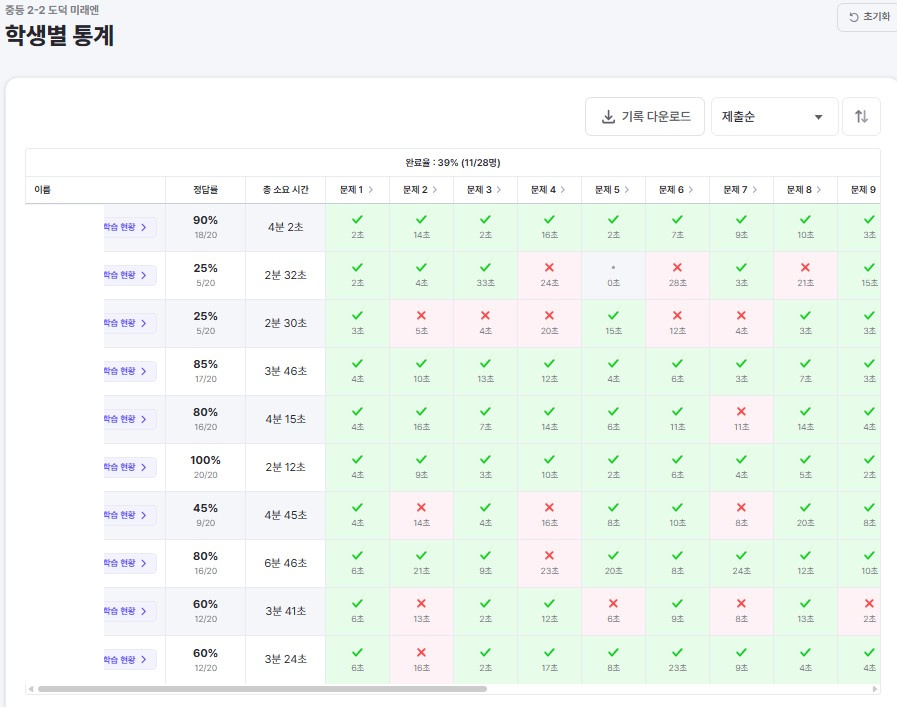 중등 2-2 도덕 미래엔
학생별 통계
초기화
기록 다운로드
제출순
완료율 : 39% (11/28명)
이름 정답률 총 소요 시간 문제 1 문제 2 문제 3 문제 4 문제 5 문제 6 문제 7 문제 8 문제 9
학습 현황 90% 4분 2초
18/20 2초 14초 2초 16초 2초 7초 9초 10초 3초
학습 현황 25% 2분 32초
5/20 2초 4초 33초 24초 0초 28초 3초 21초 15초
학습 현황 25% 2분 30초
5/20 3초 5초 4초 20초 15초 12초 4초 3초 3초
학습 현황 85% 3분 46초
17/20 4초 10초 13초 12초 4초 6초 3초 7초 3초
학습 현황 80% 4분 15초
16/20 4초 16초 7초 14초 6초 11초 11초 14초 4초
학습 현황 100% 2분 12초
20/20 4초 9초 3초 10초 2초 6초 4초 5초 2초
학습 현황 45% 4분 45초
9/20 4초 14초 4초 16초 8초 10초 8초 20초 8초
학습 현황 80% 6분 46초
16/20 6초 21초 9초 23초 20초 8초 24초 12초 10초
학습 현황 60% 3분 41초
12/20 6초 13초 2초 12초 6초 9초 8초 13초 2초
학습 현황 60% 3분 24초
12/20 6초 16초 2초 17초 8초 23초 9초 4초 4초